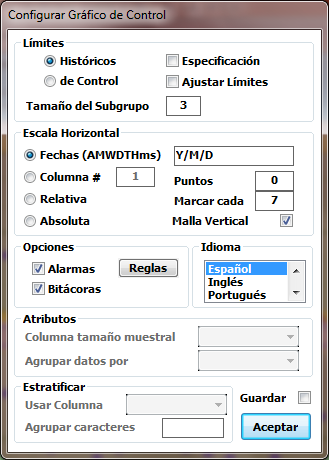 Configurar Gráfico de Control
Límites
Históricos Especificación
de Control Ajustar Límites
Tamaño del Subgrupo 3
Escala Horizontal
Fechas (AMWDTHms) Y/M/D
Columna # 1 Puntos 0
Relativa Marcar cada 7
Absoluta Malla Vertical
Opciones
Alarmas Reglas
Bitácoras
Idioma
Español
Inglés
Portugués
Atributos
Columna tamaño muestral
Agrupar datos por
Estratificar
Usar Columna
Agrupar caracteres
Guardar
Aceptar